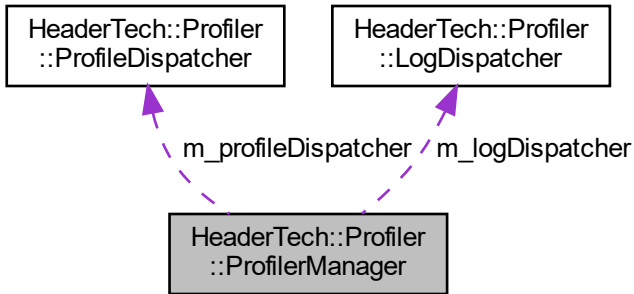 HeaderTech::Profiler
::ProfileDispatcher
HeaderTech::Profiler
::LogDispatcher
m_profileDispatcher
m_logDispatcher
HeaderTech::Profiler
::ProfilerManager